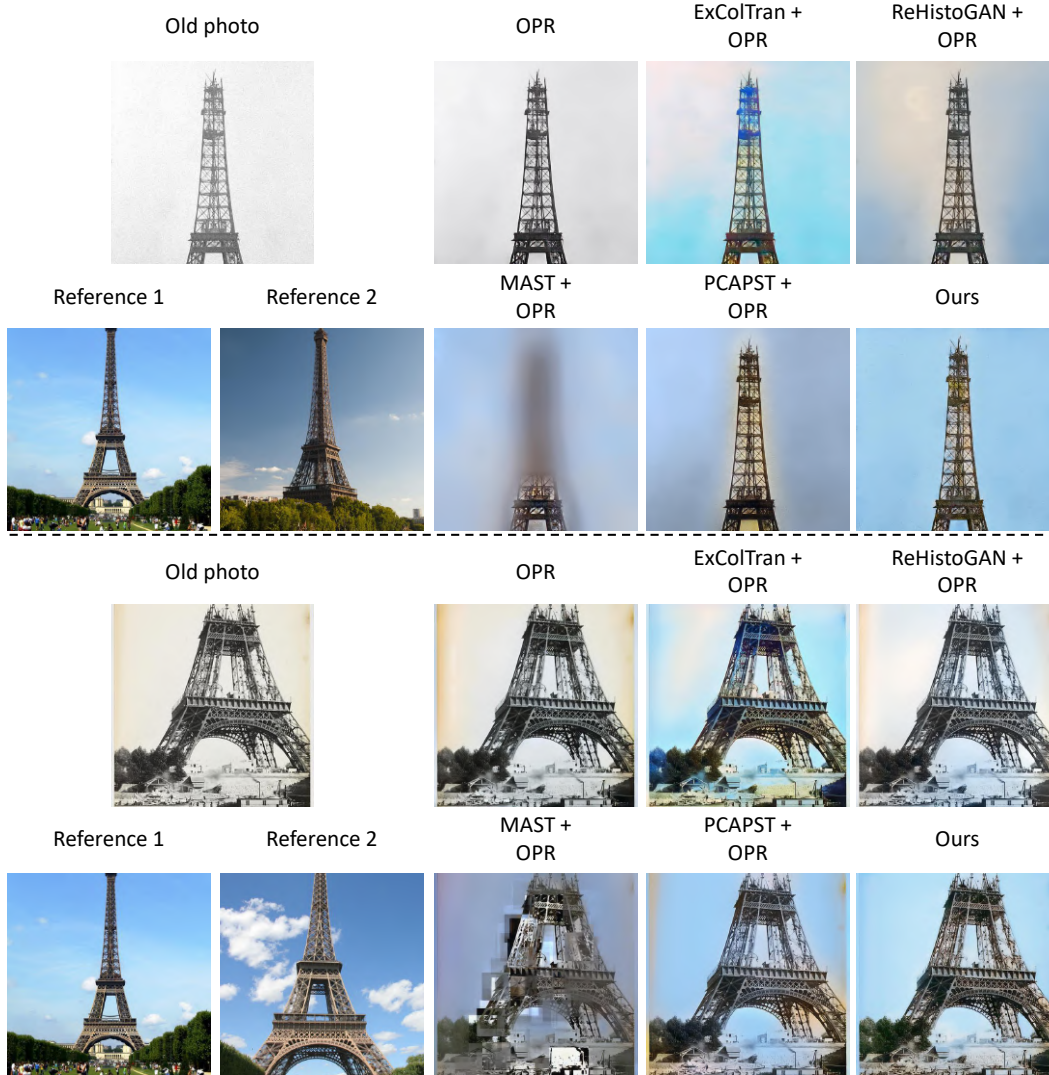 Old photo
OPR
ExColTran +
OPR
ReHistoGAN +
OPR
Reference 1
Reference 2
MAST +
OPR
PCAPST +
OPR
Ours
Old photo
OPR
ExColTran +
OPR
ReHistoGAN +
OPR
Reference 1
Reference 2
MAST +
OPR
PCAPST +
OPR
Ours